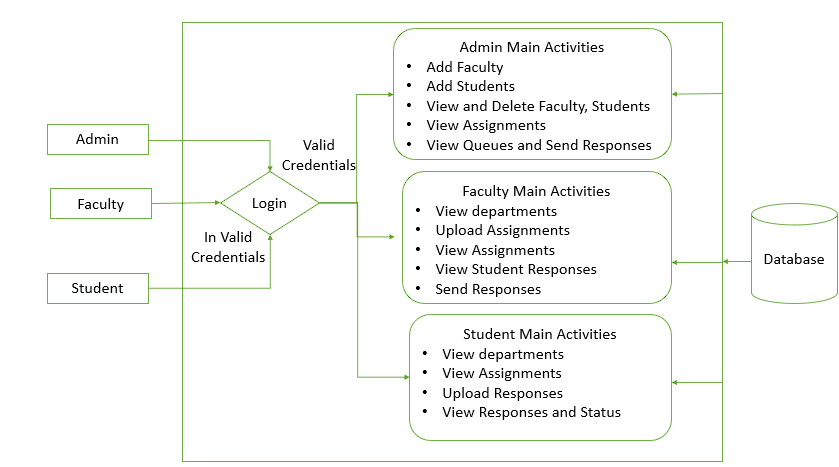 Admin
Faculty
Student
Login
Valid
Credentials
In Valid
Credentials
Admin Main Activities
• Add Faculty
• Add Students
• View and Delete Faculty, Students
• View Assignments
• View Queues and Send Responses
Faculty Main Activities
• View departments
• Upload Assignments
• View Assignments
• View Student Responses
• Send Responses
Student Main Activities
• View departments
• View Assignments
• Upload Responses
• View Responses and Status
Database